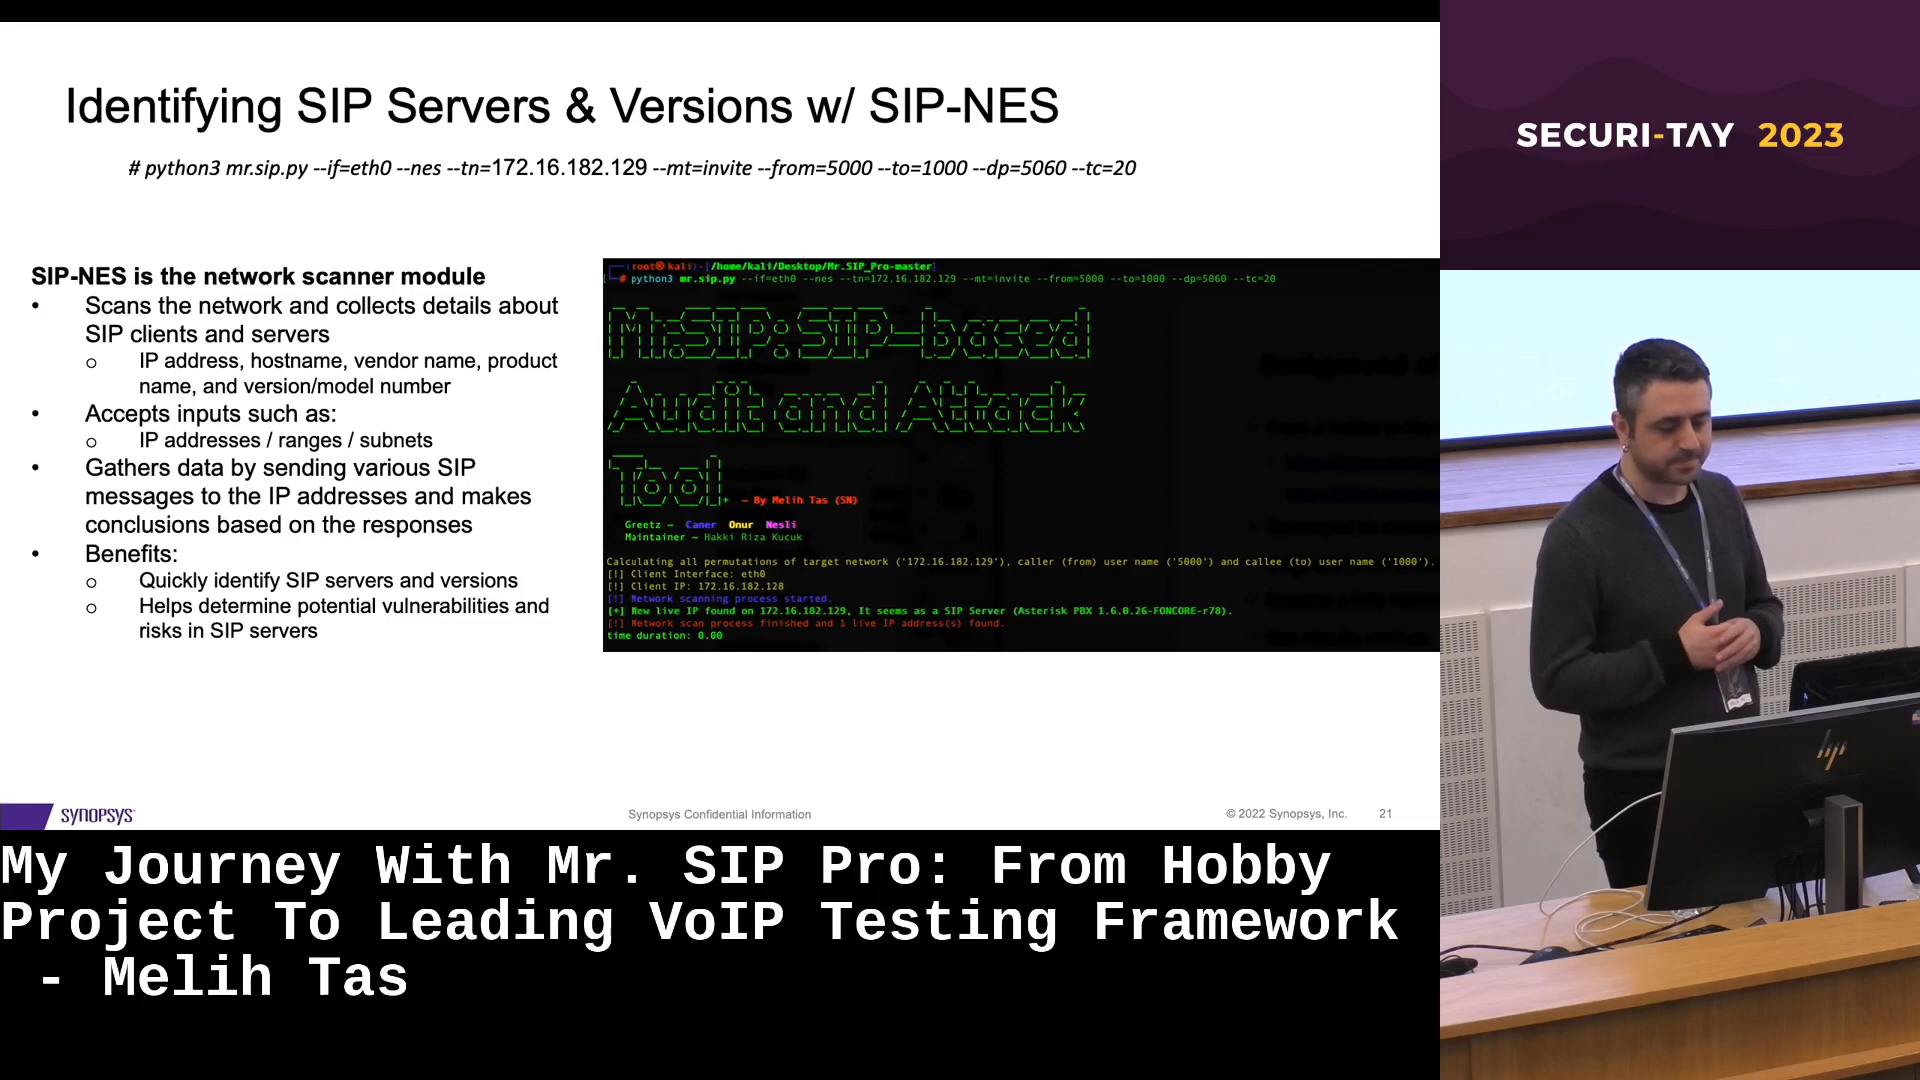 Identifying SIP Servers & Versions w/ SIP-NES
# python3 mr.sip.py --if=eth0 --nes --tn=172.16.182.129 --mt=invite --from=5000 --to=1000 --dp=5060 --tc=20
SIP-NES is the network scanner module
• Scans the network and collects details about
SIP clients and servers
o IP address, hostname, vendor name, product
name, and version/model number
• Accepts inputs such as:
o IP addresses / ranges / subnets
• Gathers data by sending various SIP
messages to the IP addresses and makes
conclusions based on the responses
• Benefits:
o Quickly identify SIP servers and versions
o Helps determine potential vulnerabilities and
risks in SIP servers
(root㉿kali)-[/home/kali/Desktop/Mr.SIP_Pro-master]
# python3 mr.sip.py --if=eth0 --nes --tn=172.16.182.129 --mt=invite --from=5000 --to=1000 --dp=5060 --tc=20
Mr.SIP: SIP-based
Audit and Attack
Tool
~ By Melih Tas (SN)
Greetz ~ Caner Onur Nesli
Maintainer ~ Hakki Riza Kucuk
Calculating all permutations of target network ('172.16.182.129'), caller (from) user name ('5000') and callee (to) user name ('1000').
[!] Client Interface: eth0
[!] Client IP: 172.16.182.128
[!] Network scanning process started.
[+] New live IP found on 172.16.182.129, It seems as a SIP Server (Asterisk PBX 1.6.0.26-FONCORE-r78).
[!] Network scan process finished and 1 live IP address(s) found.
time duration: 0.00
SYNOPSYS
Synopsys Confidential Information
© 2022 Synopsys, Inc.
21
SECURI-TAY 2023
hp
My Journey With Mr. SIP Pro: From Hobby
Project To Leading VoIP Testing Framework
- Melih Tas